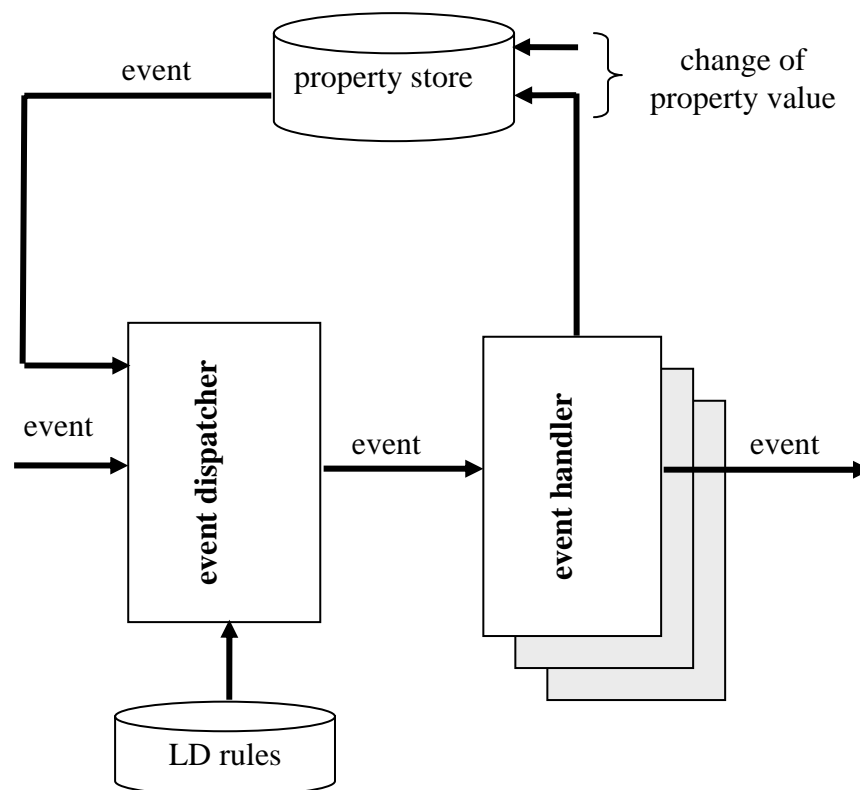 event
property store
change of
property value
event dispatcher
event
event
event handler
event
LD rules